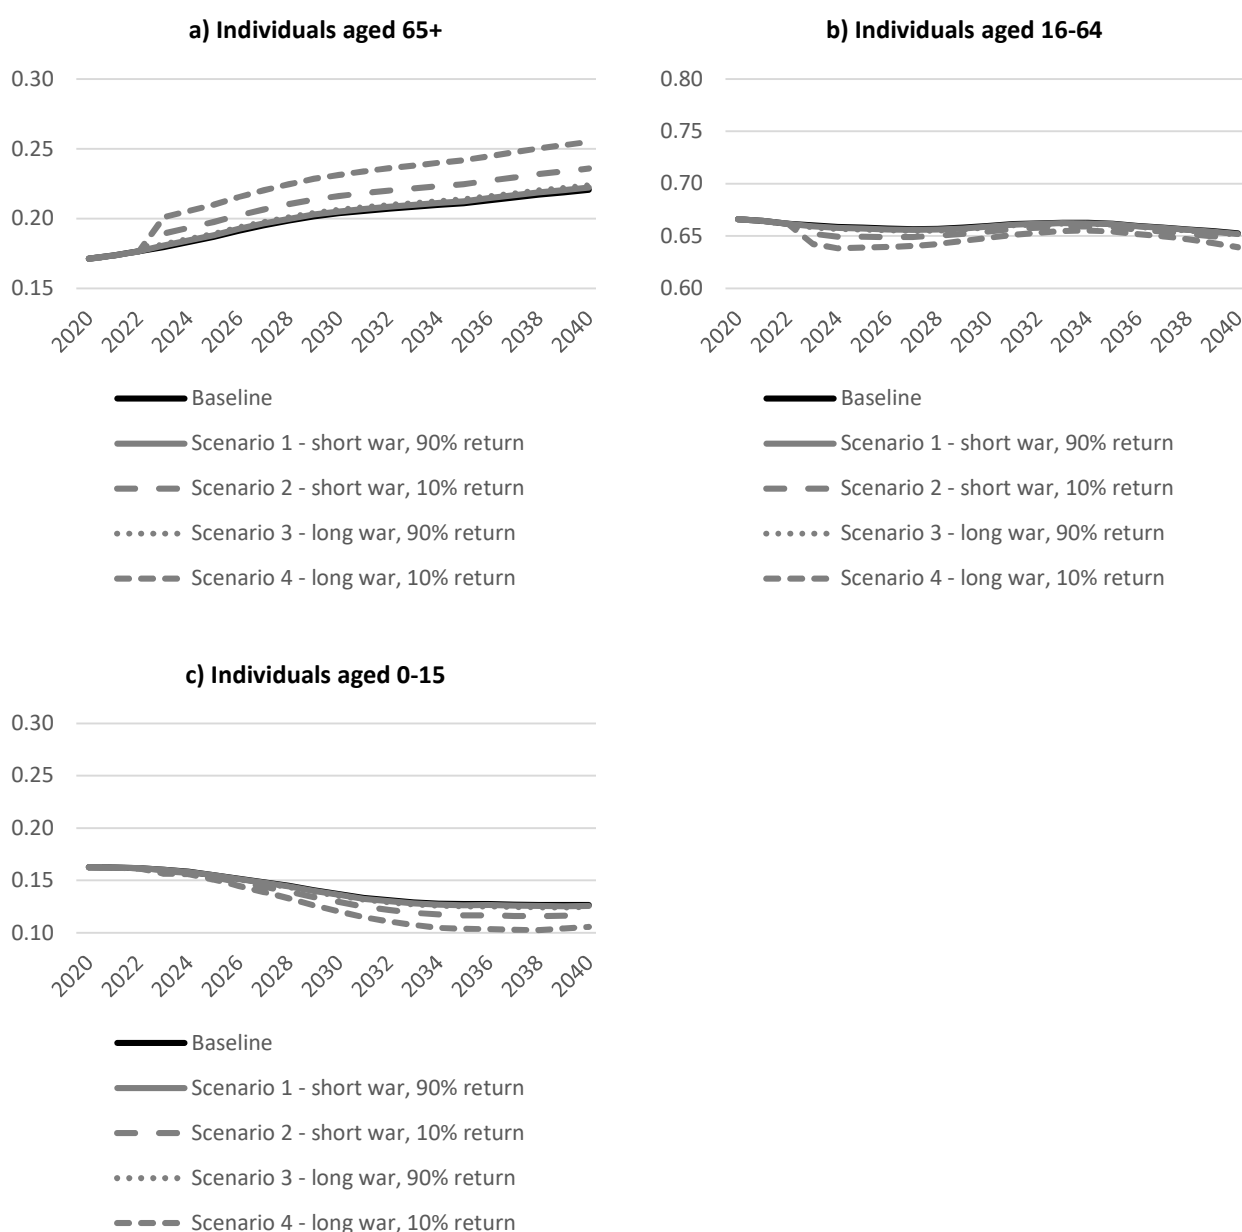 a) Individuals aged 65+
0.30
0.25
0.20
0.15
2020 2022 2024 2026 2028 2030 2032 2034 2036 2038 2040
Baseline
Scenario 1 - short war, 90% return
Scenario 2 - short war, 10% return
Scenario 3 - long war, 90% return
Scenario 4 - long war, 10% return
b) Individuals aged 16-64
0.80
0.75
0.70
0.65
0.60
2020 2022 2024 2026 2028 2030 2032 2034 2036 2038 2040
Baseline
Scenario 1 - short war, 90% return
Scenario 2 - short war, 10% return
Scenario 3 - long war, 90% return
Scenario 4 - long war, 10% return
c) Individuals aged 0-15
0.30
0.25
0.20
0.15
0.10
2020 2022 2024 2026 2028 2030 2032 2034 2036 2038 2040
Baseline
Scenario 1 - short war, 90% return
Scenario 2 - short war, 10% return
Scenario 3 - long war, 90% return
Scenario 4 - long war, 10% return